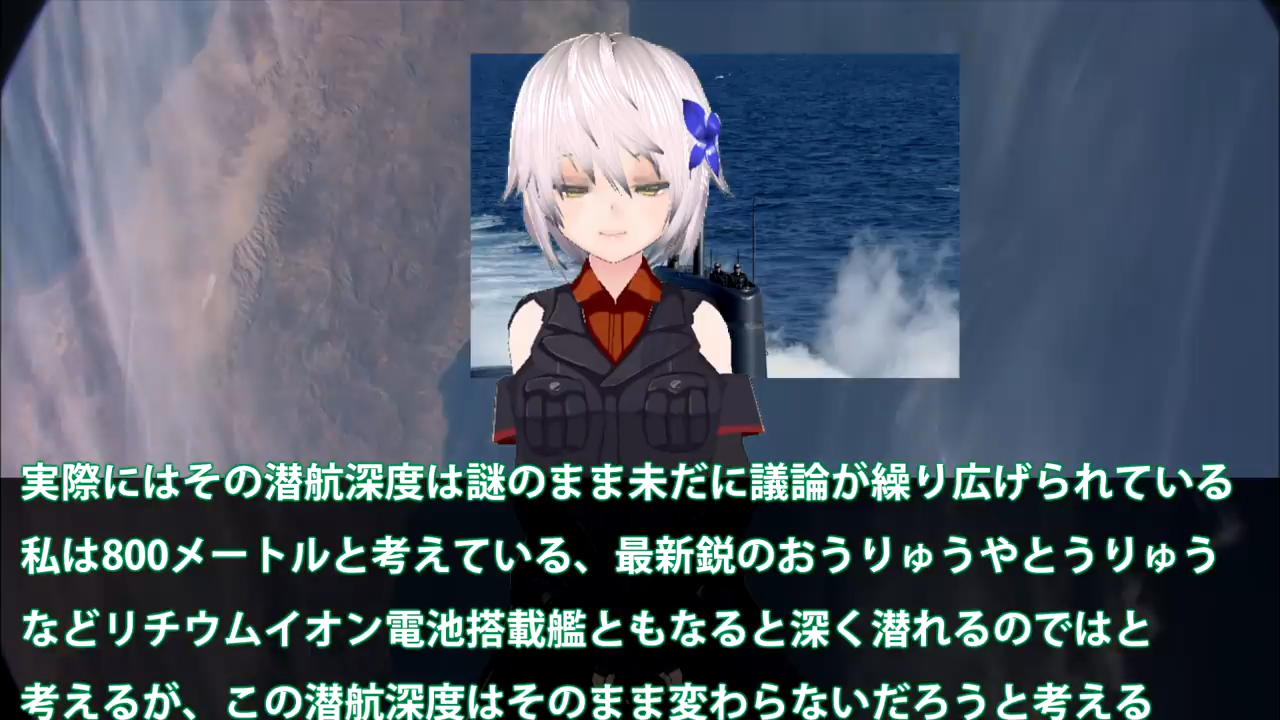 実際にはその潜航深度は謎のまま未だに議論が繰り広げられている
私は800メートルと考えている、最新鋭のおうりゅうやとうりゅう
などリチウムイオン電池搭載艦ともなると深く潜れるのではと
考えるが、この潜航深度はそのまま変わらないだろうと考える